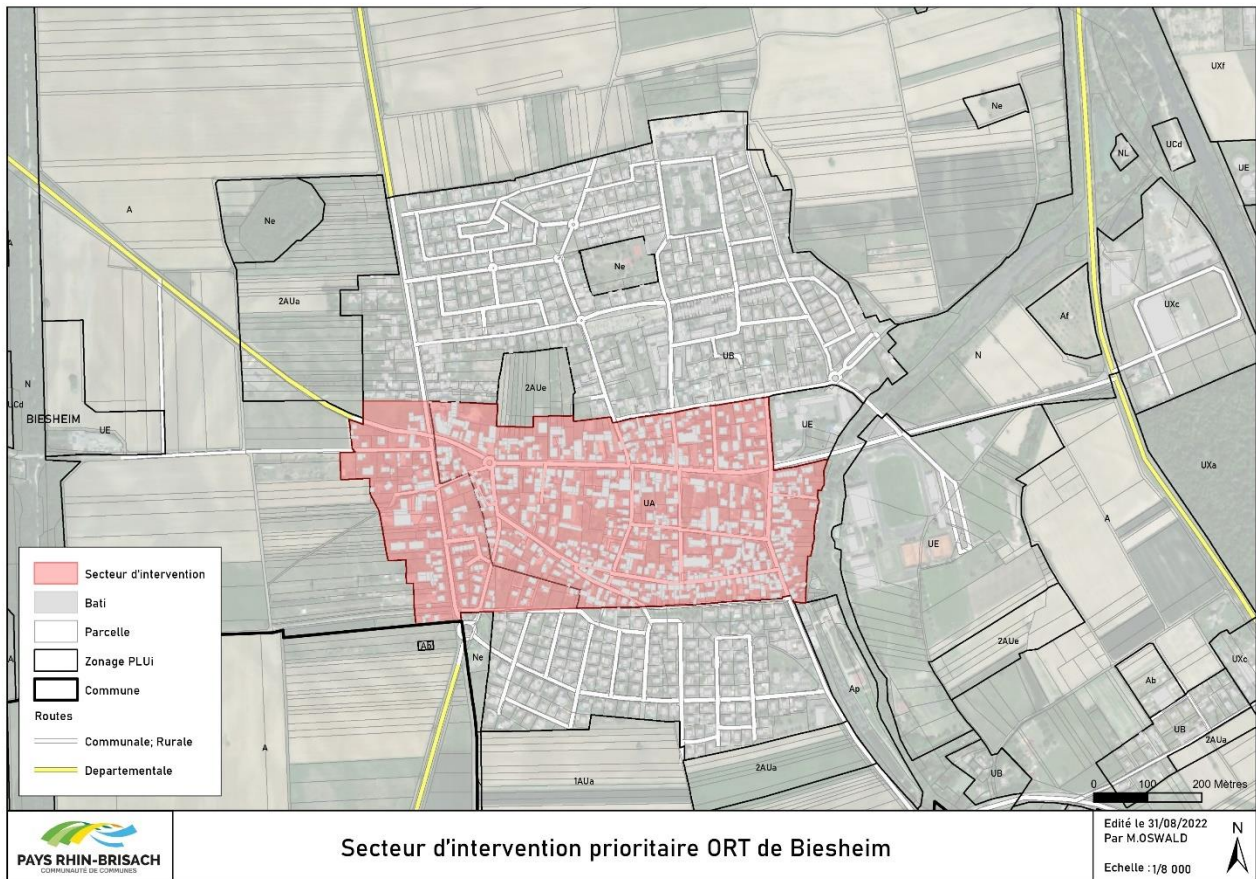 UXf
Ne
NL
UCd
UE
A
Ne
A
2AUa
Ne
Af
UXc
N
UB
2AUe
N
UCd
BIESHEIM
UE
UE
UXa
UA
A
UE
Secteur d'intervention
Bati
Parcelle
Zonage PLUi
Commune
Routes
Communale; Rurale
Departementale
A
Ab
Ne
2AUe
Ap
Ab
UXc
UB
2AUa
A
1AUa
2AUa
UB
0 100 200 Mètres
PAYS RHIN-BRISACH
COMMUNAUTÉ DE COMMUNES
Secteur d'intervention prioritaire ORT de Biesheim
Edité le 31/08/2022
Par M.OSWALD
Echelle : 1/8 000
N